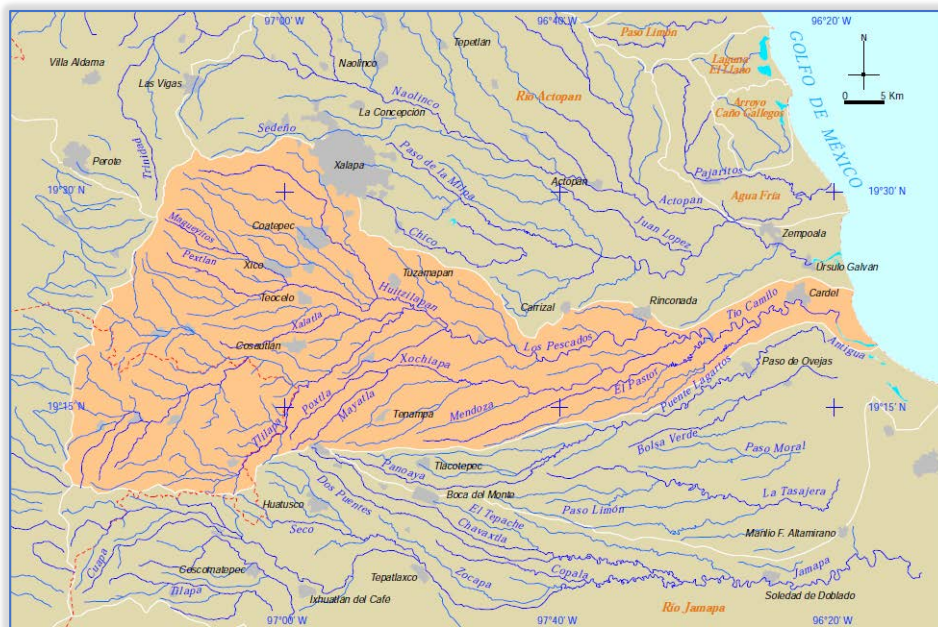 97°00' W
96°40' W
96°20' W
Villa Aldama
Las Vigas
Naolinco
Tepetlán
Paso Limón
Laguna
El Llano
GOLFO DE MÉXICO
N
0 5 Km
Río Actopan
Arroyo
Caño Gallegos
Naolinco
La Concepción
Sedeño
Trinidad
Perote
Xalapa
Paso de la Milpa
Actopan
Pajaritos
Agua Fría
Actopan
19°30' N
19°30' N
Juan Lopez
Zempoala
Magueyitos
Coatepec
Chico
Pextlan
Xico
Tuzamapan
Úrsulo Galván
Teocelo
Huitzilapan
Carrizal
Rinconada
Tío Camilo
Cardel
Xalatla
Cosautlan
Los Pescados
Antigua
Xochiapa
Paso de Ovejas
Poxtla
Mayatla
El Pastor
Puente Lagartos
Tlilapa
Tenampa
Mendoza
19°15' N
19°15' N
Bolsa Verde
Paso Moral
Panoaya
Tlacotepec
Boca del Monte
La Tasajera
Huatusco
Dos Puentes
El Tepache
Paso Limón
Seco
Chavaxtla
Manlio F. Altamirano
Cuapa
Coscomatepec
Tepatlaxco
Zocapa
Copala
Jamapa
Tilapa
Ixhuatlán del Café
Río Jamapa
Soledad de Doblado
97°00' W
96°40' W
96°20' W